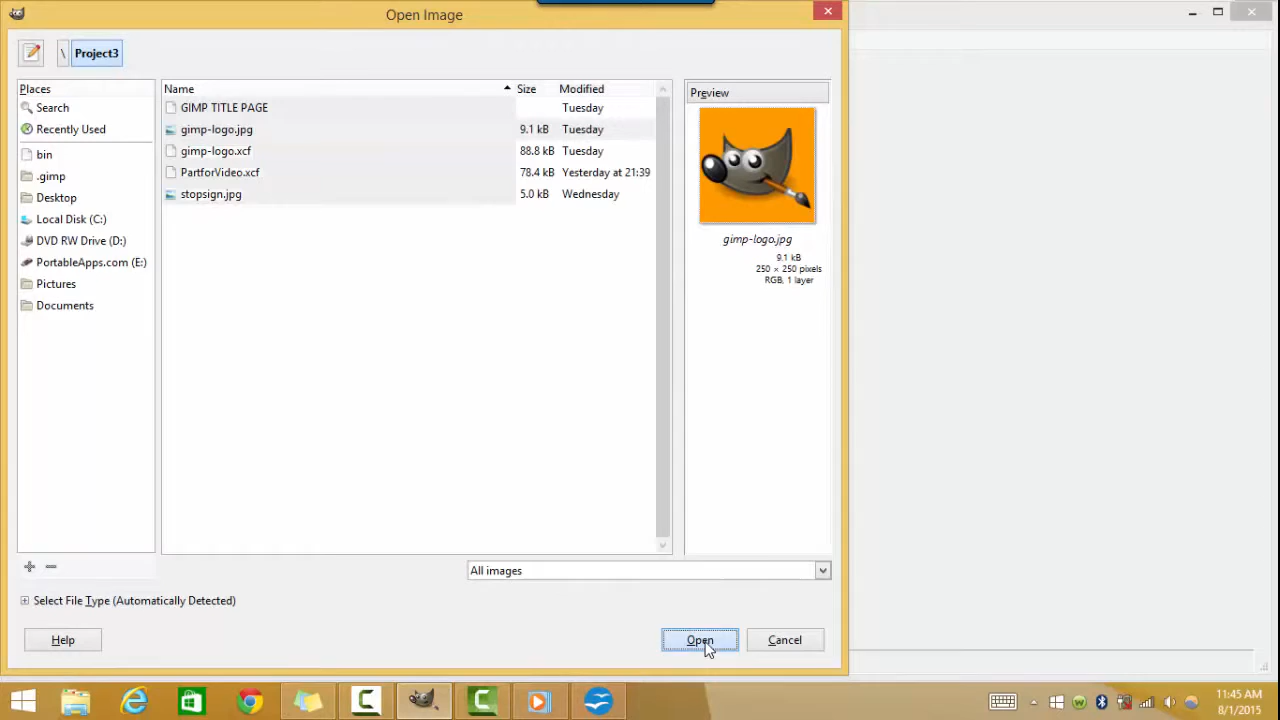 Open Image
\ Project3
Places
Search
Recently Used
bin
.gimp
Desktop
Local Disk (C:)
DVD RW Drive (D:)
PortableApps.com (E:)
Pictures
Documents
Name Size Modified
GIMP TITLE PAGE Tuesday
gimp-logo.jpg 9.1 kB Tuesday
gimp-logo.xcf 88.8 kB Tuesday
PartforVideo.xcf 78.4 kB Yesterday at 21:39
stopsign.jpg 5.0 kB Wednesday
Preview
gimp-logo.jpg
9.1 kB
250 × 250 pixels
RGB, 1 layer
All images
Select File Type (Automatically Detected)
Help Open Cancel
11:45 AM
8/1/2015